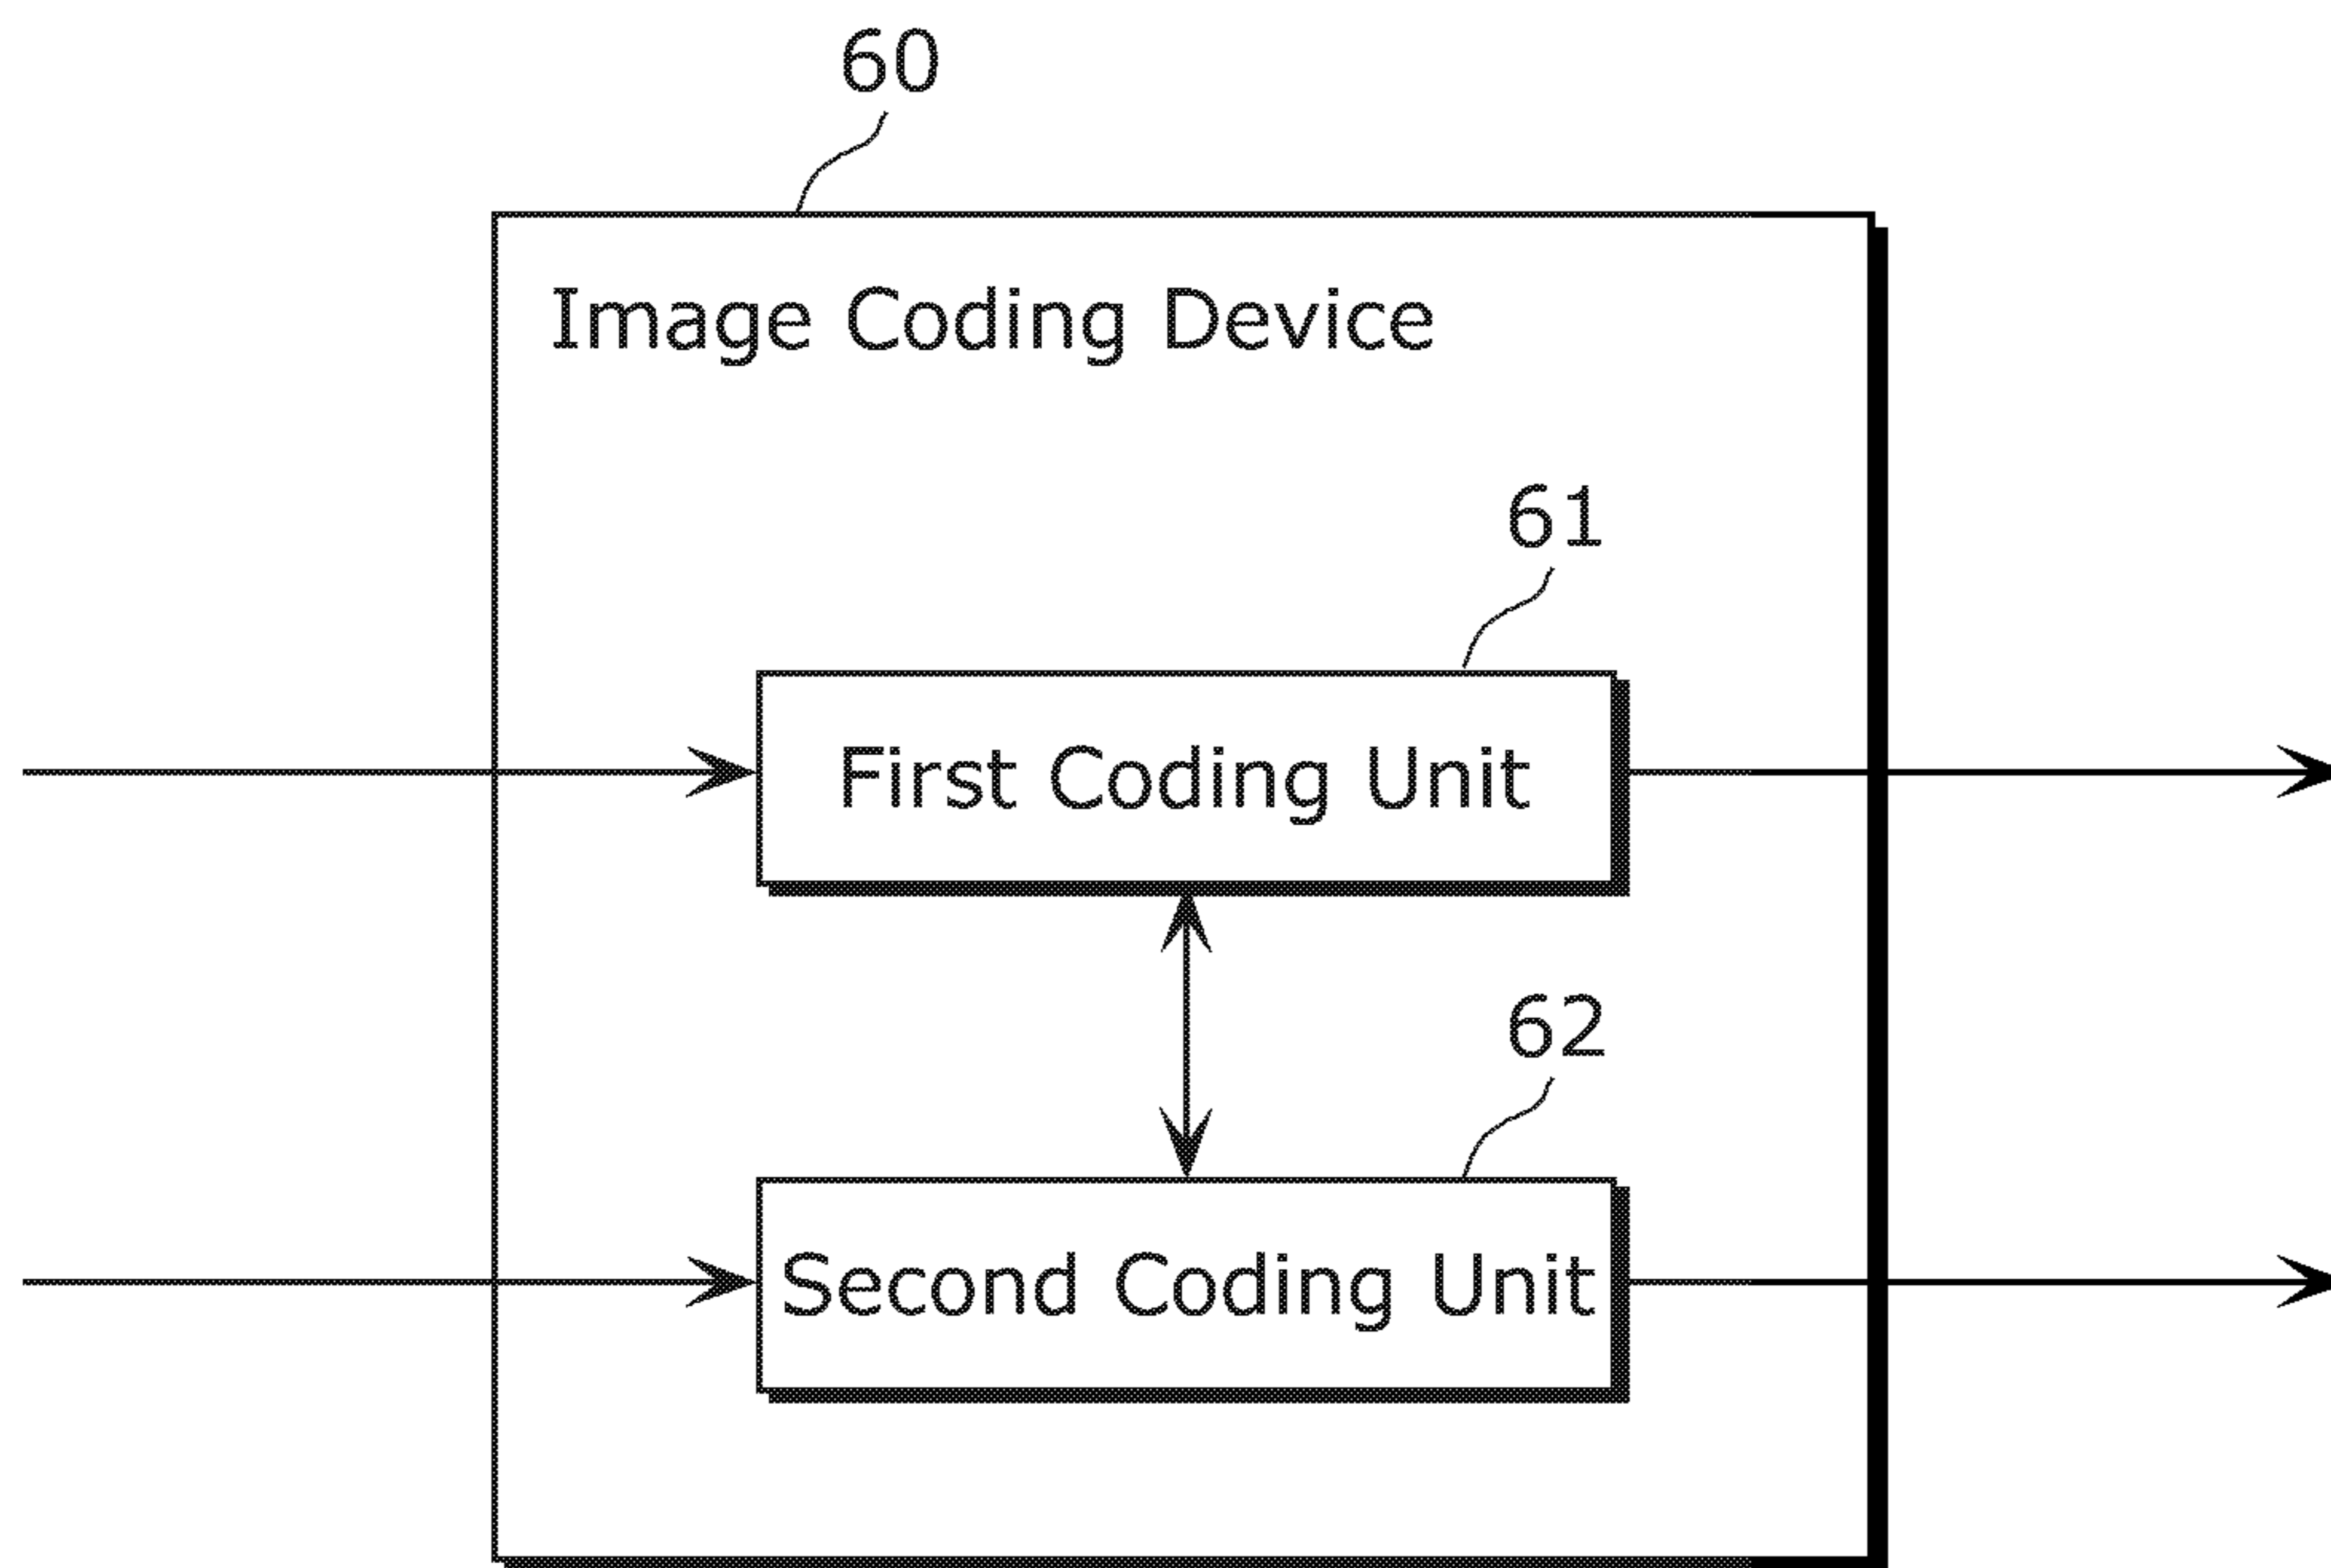 60
Image Coding Device
61
First Coding Unit
62
Second Coding Unit